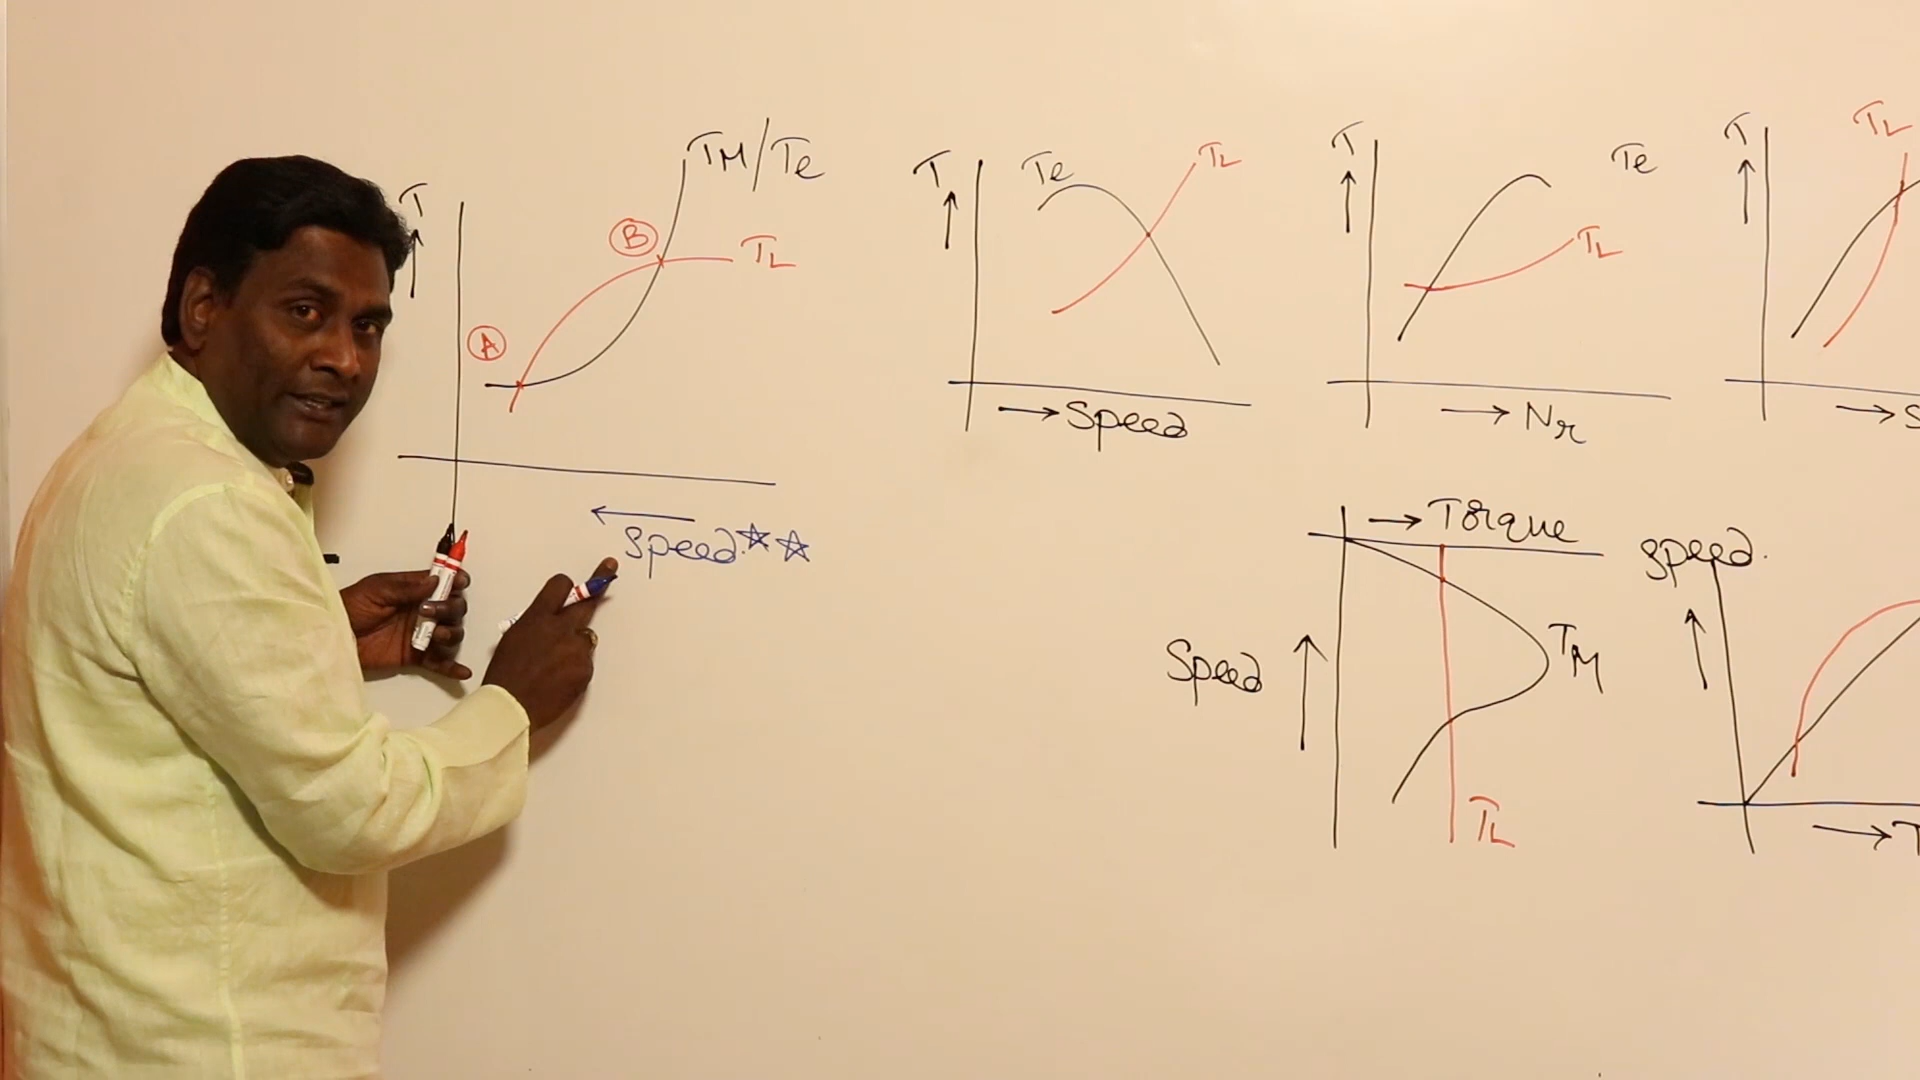 T
TM/Te
B
TL
A
Speed.
T
Te
TL
Speed
T
Te
TL
Nr
T
TL
Torque
Speed
TM
TL
Speed.